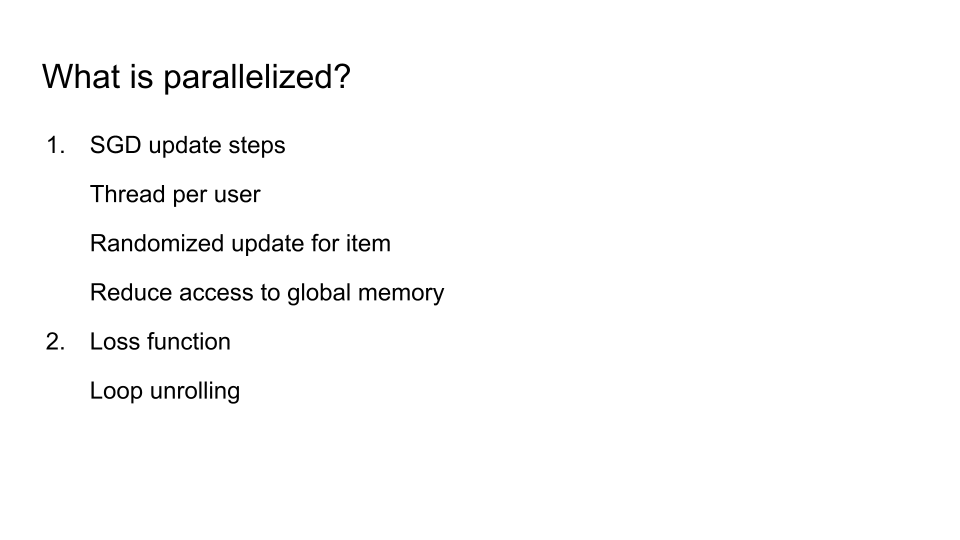 What is parallelized?
1. SGD update steps
Thread per user
Randomized update for item
Reduce access to global memory
2. Loss function
Loop unrolling